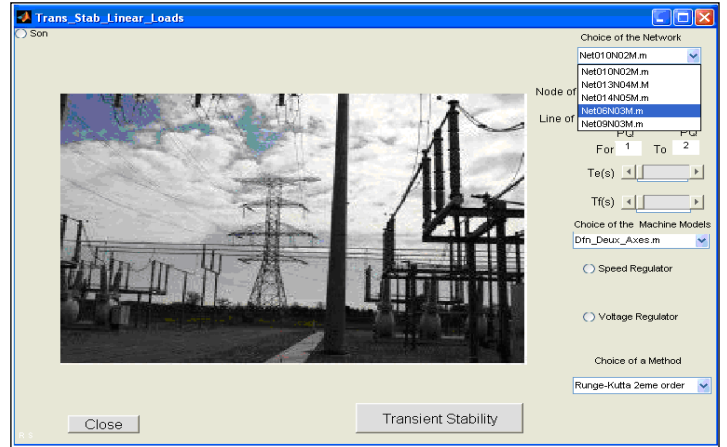 Trans_Stab_Linear_Loads
Son
Choice of the Network
Net010N02M.m
Net010N02M.m
Net013N04M.M
Net014N05M.m
Net06N03M.m
Net09N03M.m
Node of
Line of
PQ PQ
For 1 To 2
Te(s)
Tf(s)
Choice of the Machine Models
Dfn_Deux_Axes.m
Speed Regulator
Voltage Regulator
Choice of a Method
Runge-Kutta 2eme order
Close
Transient Stability